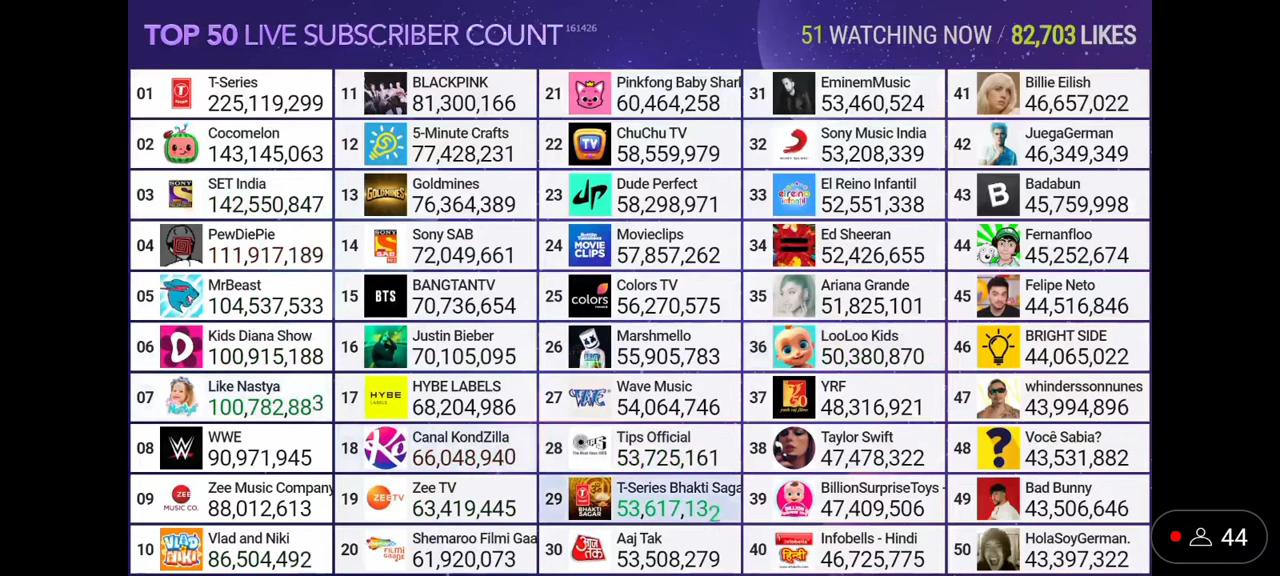 TOP 50 LIVE SUBSCRIBER COUNT 161426
51 WATCHING NOW / 82,703 LIKES
01 T-Series 225,119,299
02 Cocomelon 143,145,063
03 SET India 142,550,847
04 PewDiePie 111,917,189
05 MrBeast 104,537,533
06 Kids Diana Show 100,915,188
07 Like Nastya 100,782,883
08 WWE 90,971,945
09 Zee Music Company 88,012,613
10 Vlad and Niki 86,504,492
11 BLACKPINK 81,300,166
12 5-Minute Crafts 77,428,231
13 Goldmines 76,364,389
14 Sony SAB 72,049,661
15 BANGTANTV 70,736,654
16 Justin Bieber 70,105,095
17 HYBE LABELS 68,204,986
18 Canal KondZilla 66,048,940
19 Zee TV 63,419,445
20 Shemaroo Filmi Gaa 61,920,073
21 Pinkfong Baby Shar 60,464,258
22 ChuChu TV 58,559,979
23 Dude Perfect 58,298,971
24 Movieclips 57,857,262
25 Colors TV 56,270,575
26 Marshmello 55,905,783
27 Wave Music 54,064,746
28 Tips Official 53,725,161
29 T-Series Bhakti Saga 53,617,132
30 Aaj Tak 53,508,279
31 EminemMusic 53,460,524
32 Sony Music India 53,208,339
33 El Reino Infantil 52,551,338
34 Ed Sheeran 52,426,655
35 Ariana Grande 51,825,101
36 LooLoo Kids 50,380,870
37 YRF 48,316,921
38 Taylor Swift 47,478,322
39 BillionSurpriseToys - 47,409,506
40 Infobells - Hindi 46,725,775
41 Billie Eilish 46,657,022
42 JuegaGerman 46,349,349
43 Badabun 45,759,998
44 Fernanfloo 45,252,674
45 Felipe Neto 44,516,846
46 BRIGHT SIDE 44,065,022
47 whinderssonnunes 43,994,896
48 Você Sabia? 43,531,882
49 Bad Bunny 43,506,646
50 HolaSoyGerman. 43,397,322
44